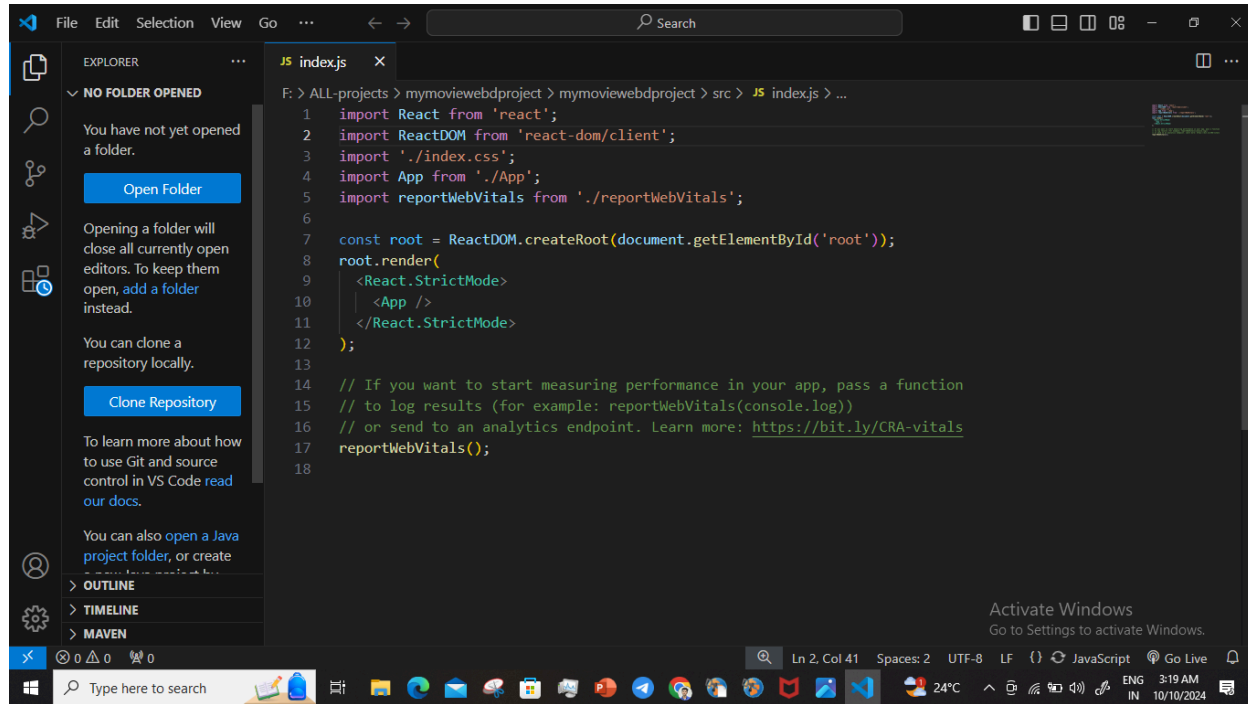 File Edit Selection View Go ··· Search
EXPLORER ···
NO FOLDER OPENED
You have not yet opened
a folder.
Open Folder
Opening a folder will
close all currently open
editors. To keep them
open, add a folder
instead.
You can clone a
repository locally.
Clone Repository
To learn more about how
to use Git and source
control in VS Code read
our docs.
You can also open a Java
project folder, or create
OUTLINE
TIMELINE
MAVEN
JS index.js
F: > ALL-projects > mymoviewebdproject > mymoviewebdproject > src > JS index.js > ...
1 import React from 'react';
2 import ReactDOM from 'react-dom/client';
3 import './index.css';
4 import App from './App';
5 import reportWebVitals from './reportWebVitals';
6
7 const root = ReactDOM.createRoot(document.getElementById('root'));
8 root.render(
9 <React.StrictMode>
10 <App />
11 </React.StrictMode>
12 );
13
14 // If you want to start measuring performance in your app, pass a function
15 // to log results (for example: reportWebVitals(console.log))
16 // or send to an analytics endpoint. Learn more: https://bit.ly/CRA-vitals
17 reportWebVitals();
18
Activate Windows
Go to Settings to activate Windows.
0 0 0 Ln 2, Col 41 Spaces: 2 UTF-8 LF {} JavaScript Go Live
Type here to search 24°C ENG 3:19 AM
IN 10/10/2024